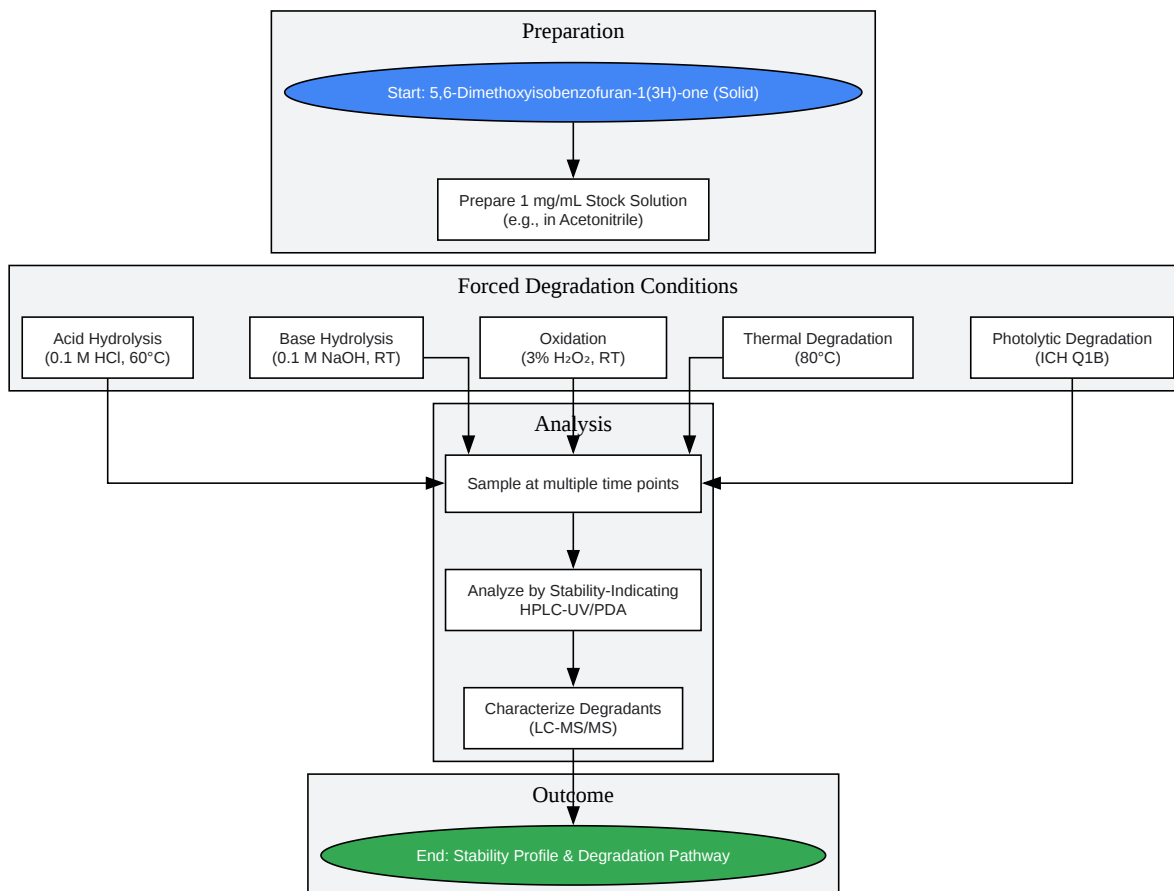 Preparation
Start: 5,6-Dimethoxyisobenzofuran-1(3H)-one (Solid)
Prepare 1 mg/mL Stock Solution
(e.g., in Acetonitrile)
Forced Degradation Conditions
Acid Hydrolysis
(0.1 M HCl, 60°C)
Base Hydrolysis
(0.1 M NaOH, RT)
Oxidation
(3% H₂O₂, RT)
Thermal Degradation
(80°C)
Photolytic Degradation
(ICH Q1B)
Analysis
Sample at multiple time points
Analyze by Stability-Indicating
HPLC-UV/PDA
Characterize Degradants
(LC-MS/MS)
Outcome
End: Stability Profile & Degradation Pathway